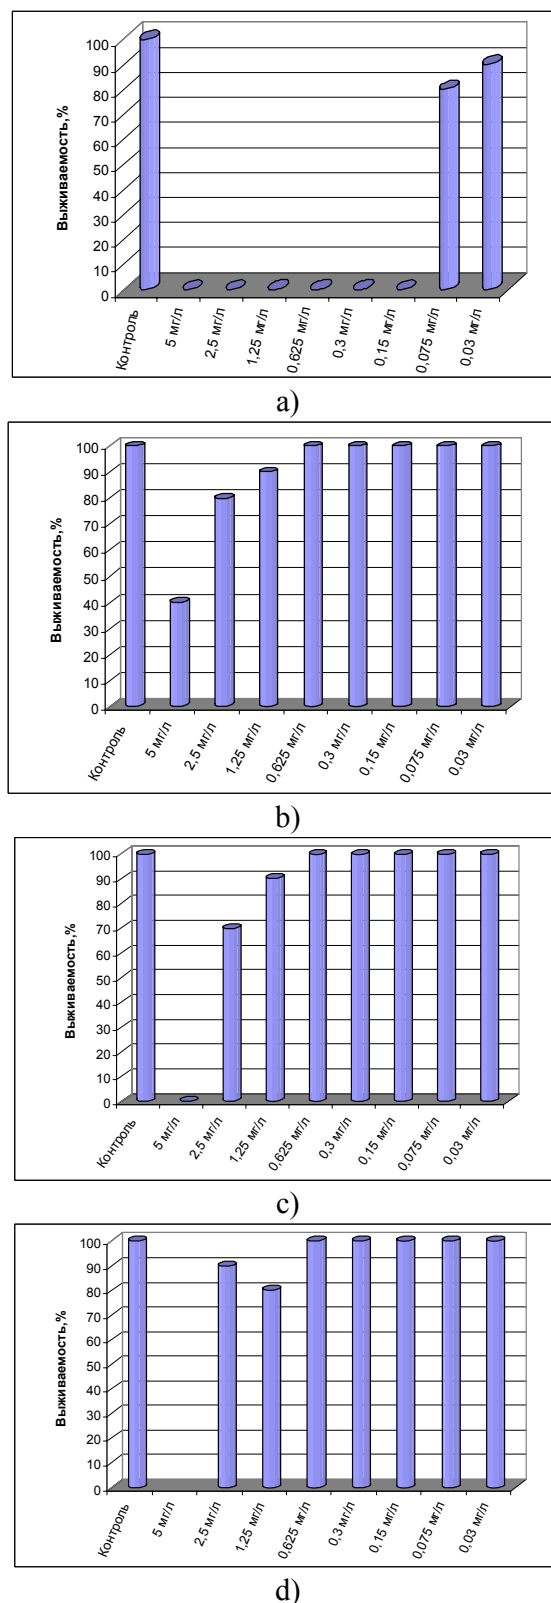 Выживаемость,%
100
90
80
70
60
50
40
30
20
10
0
Контроль
5 мг/л
2,5 мг/л
1,25 мг/л
0,625 мг/л
0,3 мг/л
0,15 мг/л
0,075 мг/л
0,03 мг/л
a)
Выживаемость,%
100
90
80
70
60
50
40
30
20
10
0
Контроль
5 мг/л
2,5 мг/л
1,25 мг/л
0,625 мг/л
0,3 мг/л
0,15 мг/л
0,075 мг/л
0,03 мг/л
b)
Выживаемость,%
100
90
80
70
60
50
40
30
20
10
0
Контроль
5 мг/л
2,5 мг/л
1,25 мг/л
0,625 мг/л
0,3 мг/л
0,15 мг/л
0,075 мг/л
0,03 мг/л
c)
Выживаемость,%
100
90
80
70
60
50
40
30
20
10
0
Контроль
5 мг/л
2,5 мг/л
1,25 мг/л
0,625 мг/л
0,3 мг/л
0,15 мг/л
0,075 мг/л
0,03 мг/л
d)